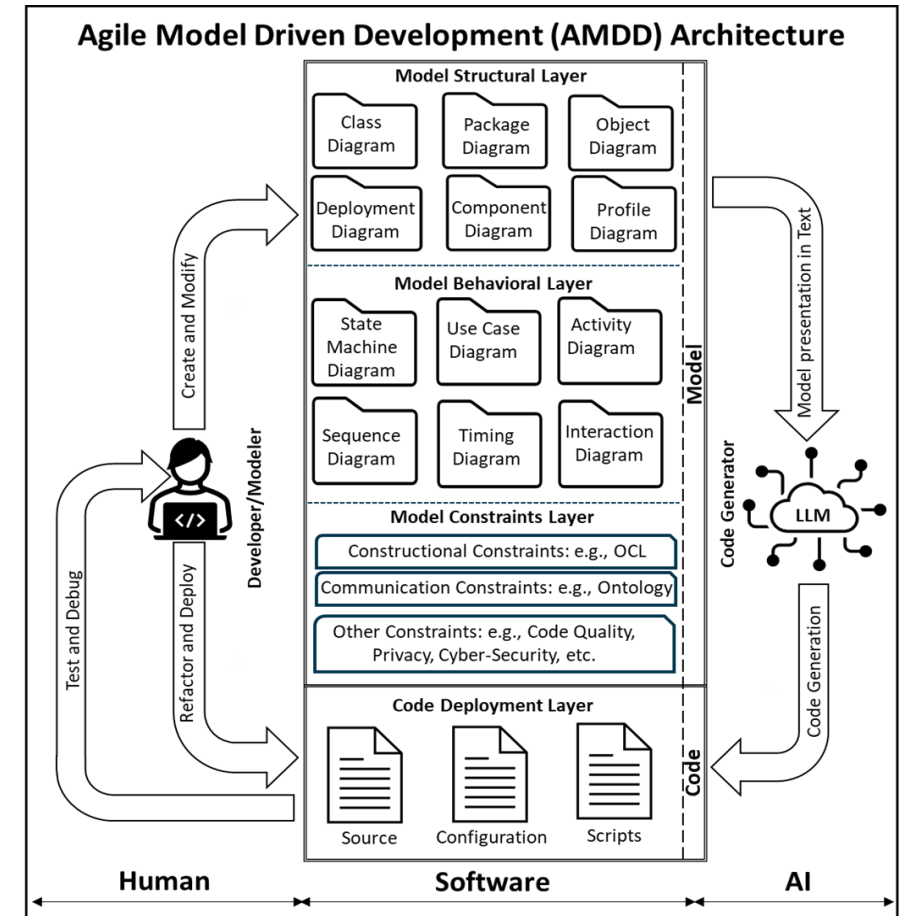 Agile Model Driven Development (AMDD) Architecture
Model Structural Layer
Class
Diagram
Package
Diagram
Object
Diagram
Deployment
Diagram
Component
Diagram
Profile
Diagram
Model Behavioral Layer
State
Machine
Diagram
Use Case
Diagram
Activity
Diagram
Sequence
Diagram
Timing
Diagram
Interaction
Diagram
Model Constraints Layer
Constructional Constraints: e.g., OCL
Communication Constraints: e.g., Ontology
Other Constraints: e.g., Code Quality,
Privacy, Cyber-Security, etc.
Code Deployment Layer
Source
Configuration
Scripts
Model
Code
Create and Modify
Developer/Modeler
Refactor and Deploy
Test and Debug
Model presentation in Text
Code Generator
LLM
Code Generation
Human
Software
AI